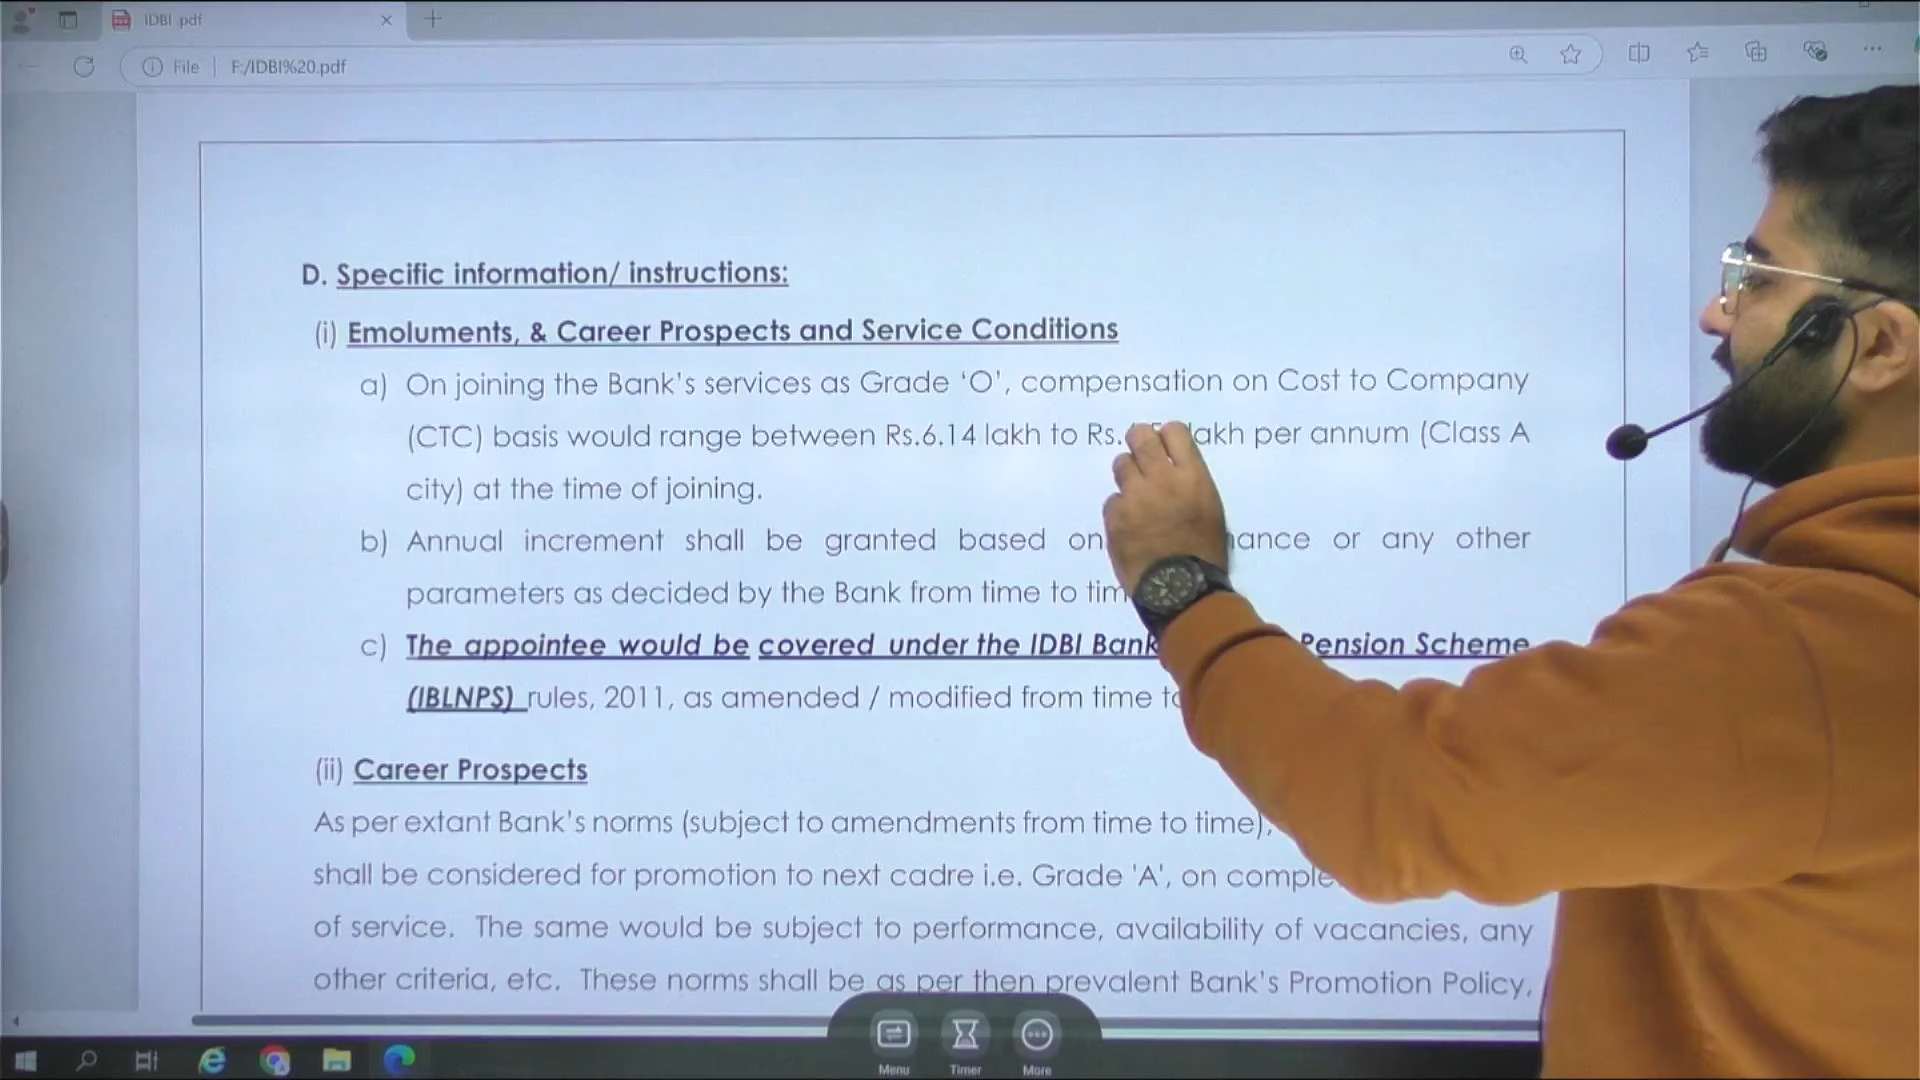 IDBI pdf
File
F:/IDBI%20.pdf
D. Specific information/ instructions:
(i) Emoluments, & Career Prospects and Service Conditions
a) On joining the Bank's services as Grade 'O', compensation on Cost to Company
(CTC) basis would range between Rs.6.14 lakh to Rs. lakh per annum (Class A
city) at the time of joining.
b) Annual increment shall be granted based on or any other
parameters as decided by the Bank from time to
c) The appointee would be covered under the IDBI Bank Pension Scheme
(IBLNPS) rules, 2011, as amended / modified from time
(ii) Career Prospects
As per extant Bank's norms (subject to amendments from time to time),
shall be considered for promotion to next cadre i.e. Grade 'A', on
of service. The same would be subject to performance, availability of vacancies, any
other criteria, etc. These norms shall be as per then prevalent Bank's Promotion Policy,
Menu
Timer
More